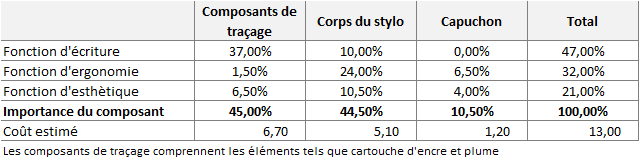 Composants de traçage Corps du stylo Capuchon Total
Fonction d'écriture 37,00% 10,00% 0,00% 47,00%
Fonction d'ergonomie 1,50% 24,00% 6,50% 32,00%
Fonction d'esthètique 6,50% 10,50% 4,00% 21,00%
Importance du composant 45,00% 44,50% 10,50% 100,00%
Coût estimé 6,70 5,10 1,20 13,00
Les composants de traçage comprennent les éléments tels que cartouche d'encre et plume